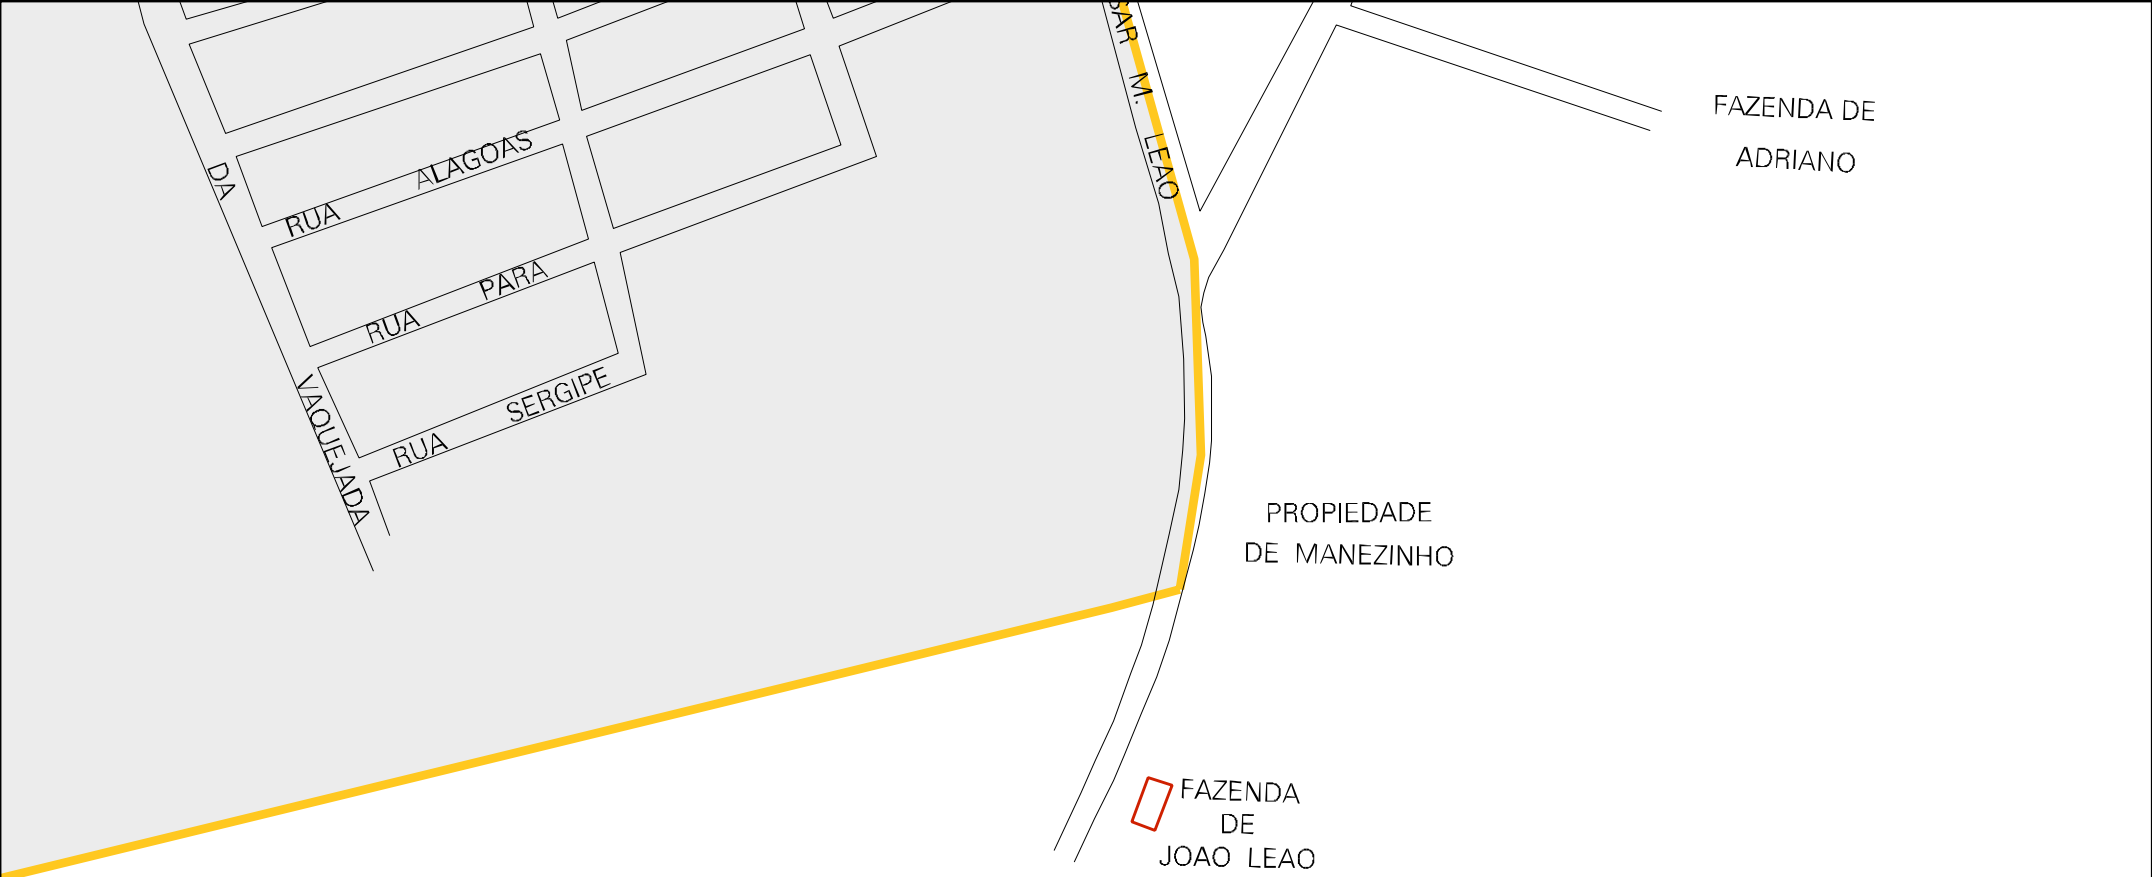 M. LEAO
FAZENDA DE
ADRIANO
RUA ALAGOAS
RUA PARA
RUA SERGIPE
DA VAQUEJADA
PROPIEDADE
DE MANEZINHO
FAZENDA
DE
JOAO LEAO